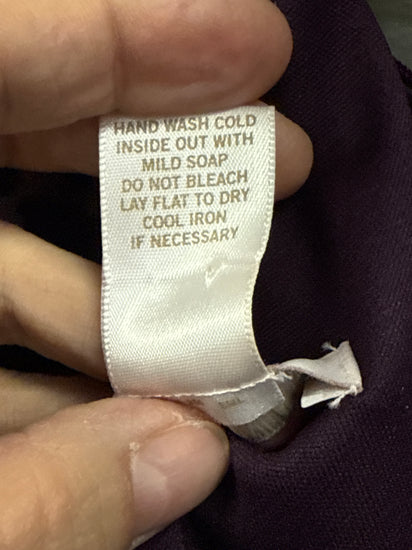 HAND WASH COLD
INSIDE OUT WITH
MILD SOAP
DO NOT BLEACH
LAY FLAT TO DRY
COOL IRON
IF NECESSARY